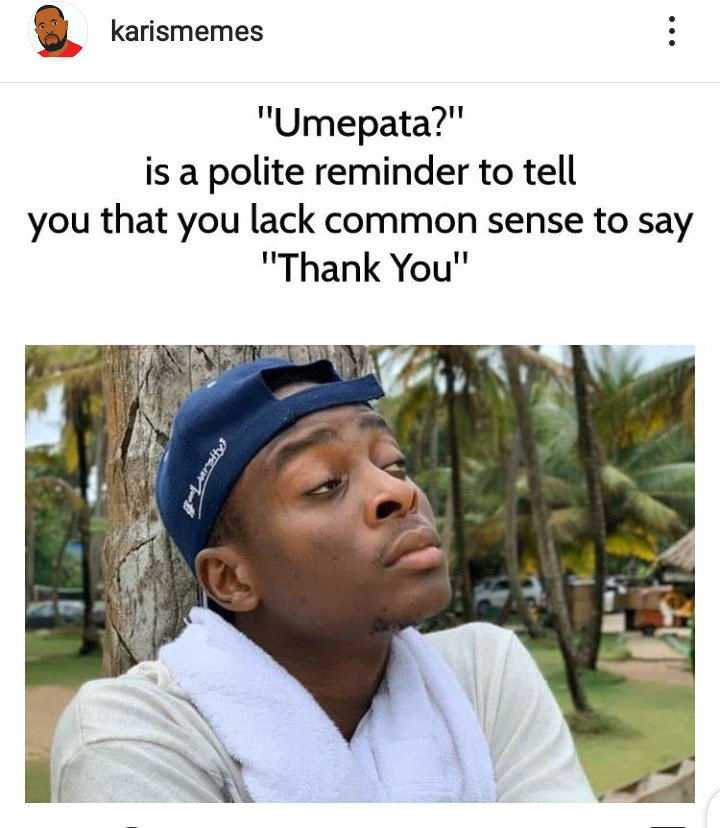 karismemes
"Umepata?"
is a polite reminder to tell
you that you lack common sense to say
"Thank You"